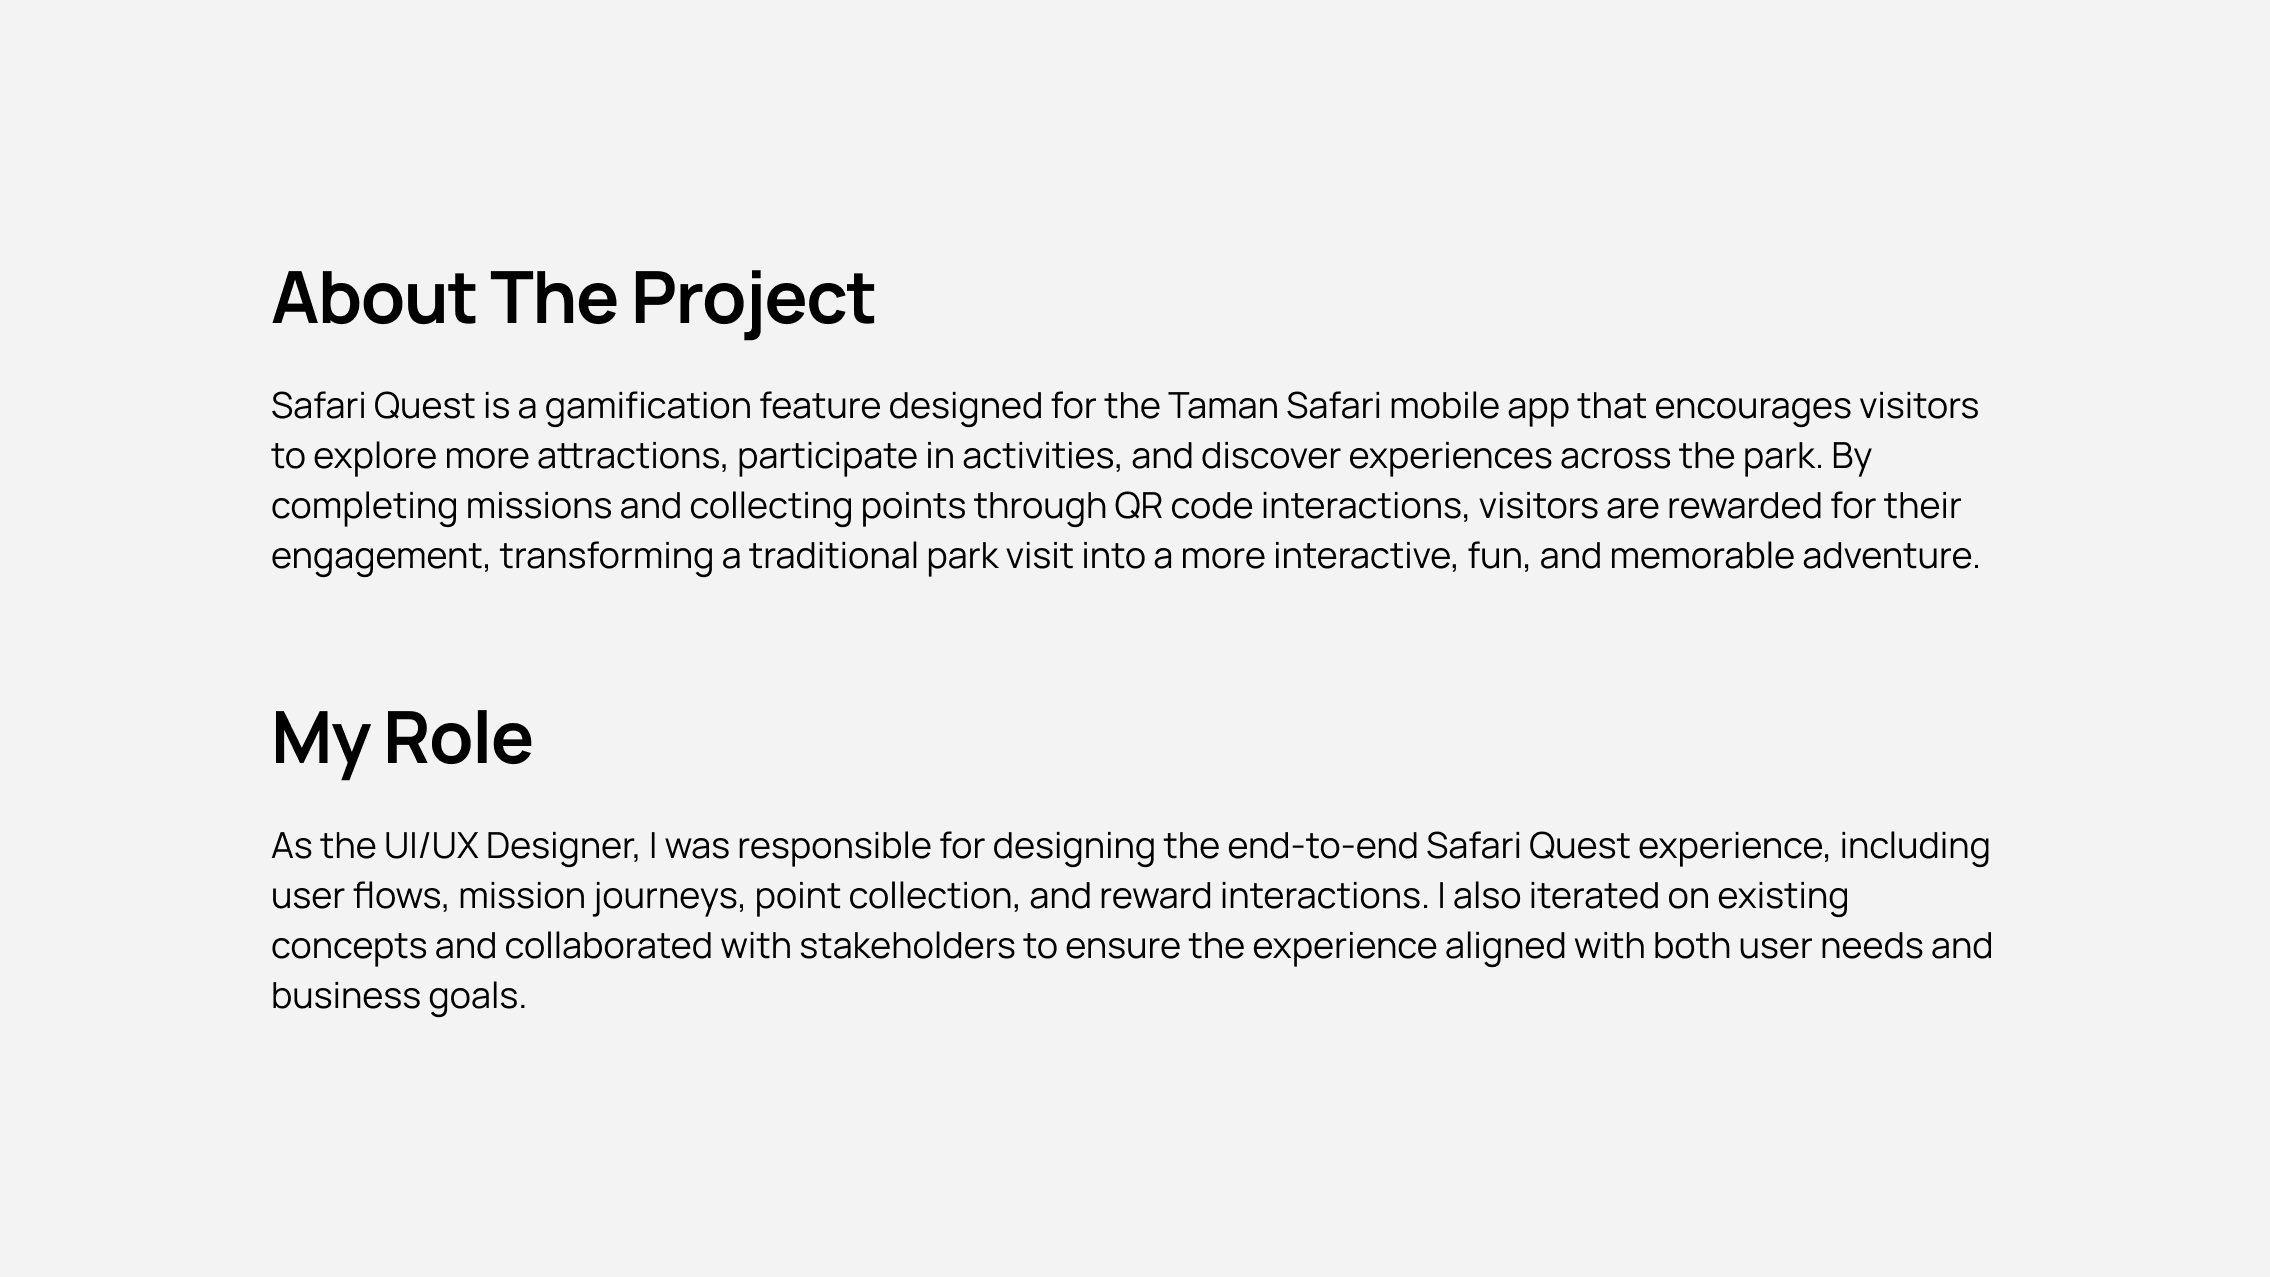 About The Project
Safari Quest is a gamification feature designed for the Taman Safari mobile app that encourages visitors
to explore more attractions, participate in activities, and discover experiences across the park. By
completing missions and collecting points through QR code interactions, visitors are rewarded for their
engagement, transforming a traditional park visit into a more interactive, fun, and memorable adventure.
My Role
As the UI/UX Designer, I was responsible for designing the end-to-end Safari Quest experience, including
user flows, mission journeys, point collection, and reward interactions. I also iterated on existing
concepts and collaborated with stakeholders to ensure the experience aligned with both user needs and
business goals.